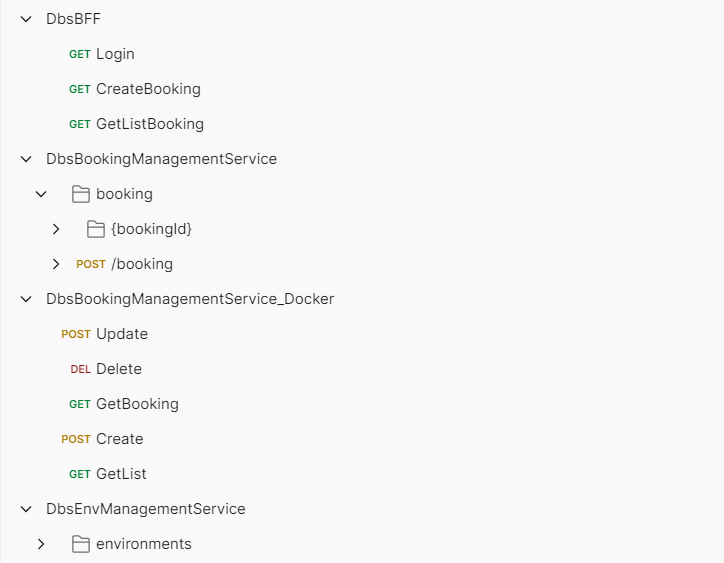 DbsBFF
GET Login
GET CreateBooking
GET GetListBooking
DbsBookingManagementService
booking
{bookingId}
POST /booking
DbsBookingManagementService_Docker
POST Update
DEL Delete
GET GetBooking
POST Create
GET GetList
DbsEnvManagementService
environments